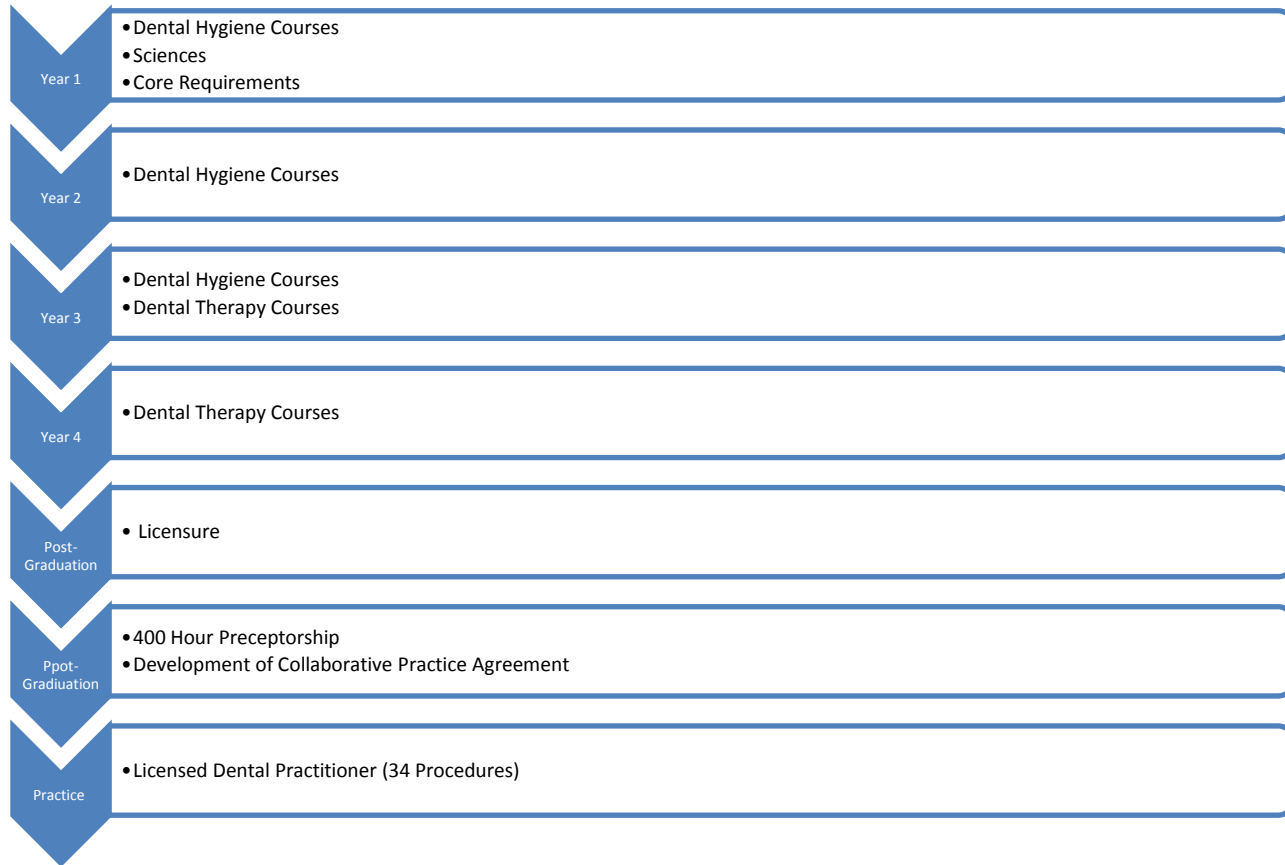 Year 1
•Dental Hygiene Courses
•Sciences
•Core Requirements
Year 2
•Dental Hygiene Courses
Year 3
•Dental Hygiene Courses
•Dental Therapy Courses
Year 4
•Dental Therapy Courses
Post-
Graduation
• Licensure
Ppot-
Gradiuation
•400 Hour Preceptorship
•Development of Collaborative Practice Agreement
Practice
•Licensed Dental Practitioner (34 Procedures)